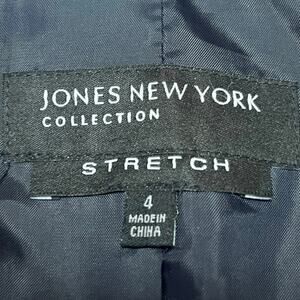 JONES NEW YORK
COLLECTION
STRETCH
4
MADE IN
CHINA